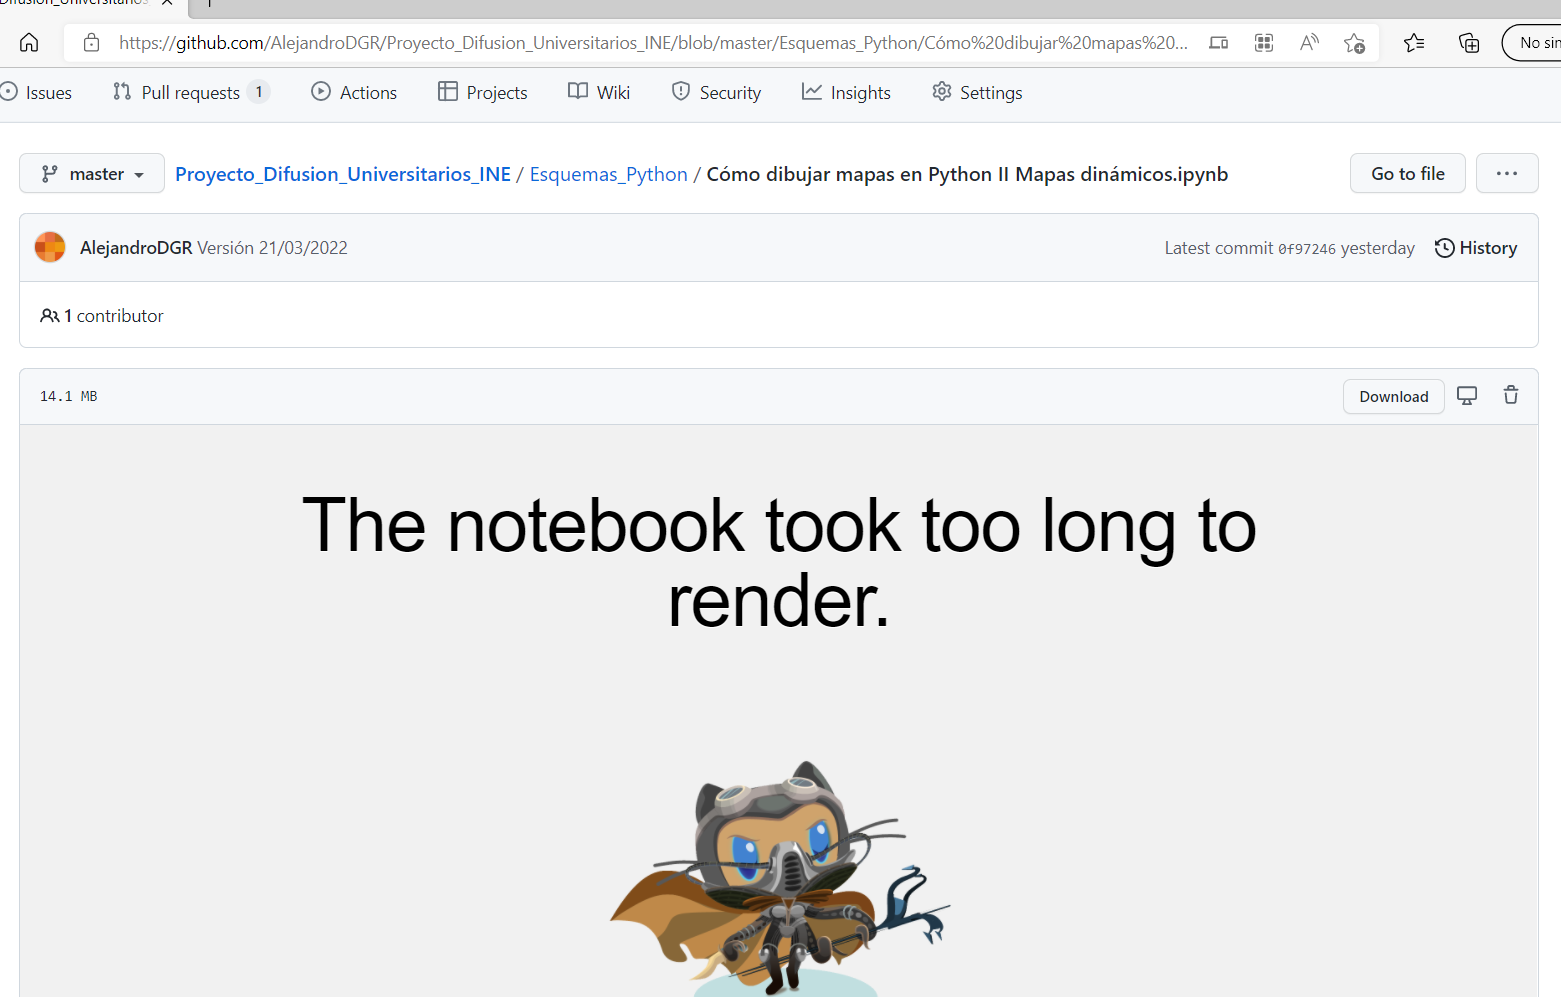 https://github.com/AlejandroDGR/Proyecto_Difusion_Universitarios_INE/blob/master/Esquemas_Python/Cómo%20dibujar%20mapas%20...
No sin
Issues Pull requests 1 Actions Projects Wiki Security Insights Settings
master Proyecto_Difusion_Universitarios_INE / Esquemas_Python / Cómo dibujar mapas en Python II Mapas dinámicos.ipynb Go to file ...
AlejandroDGR Versión 21/03/2022 Latest commit 0f97246 yesterday History
1 contributor
14.1 MB Download
The notebook took too long to
render.